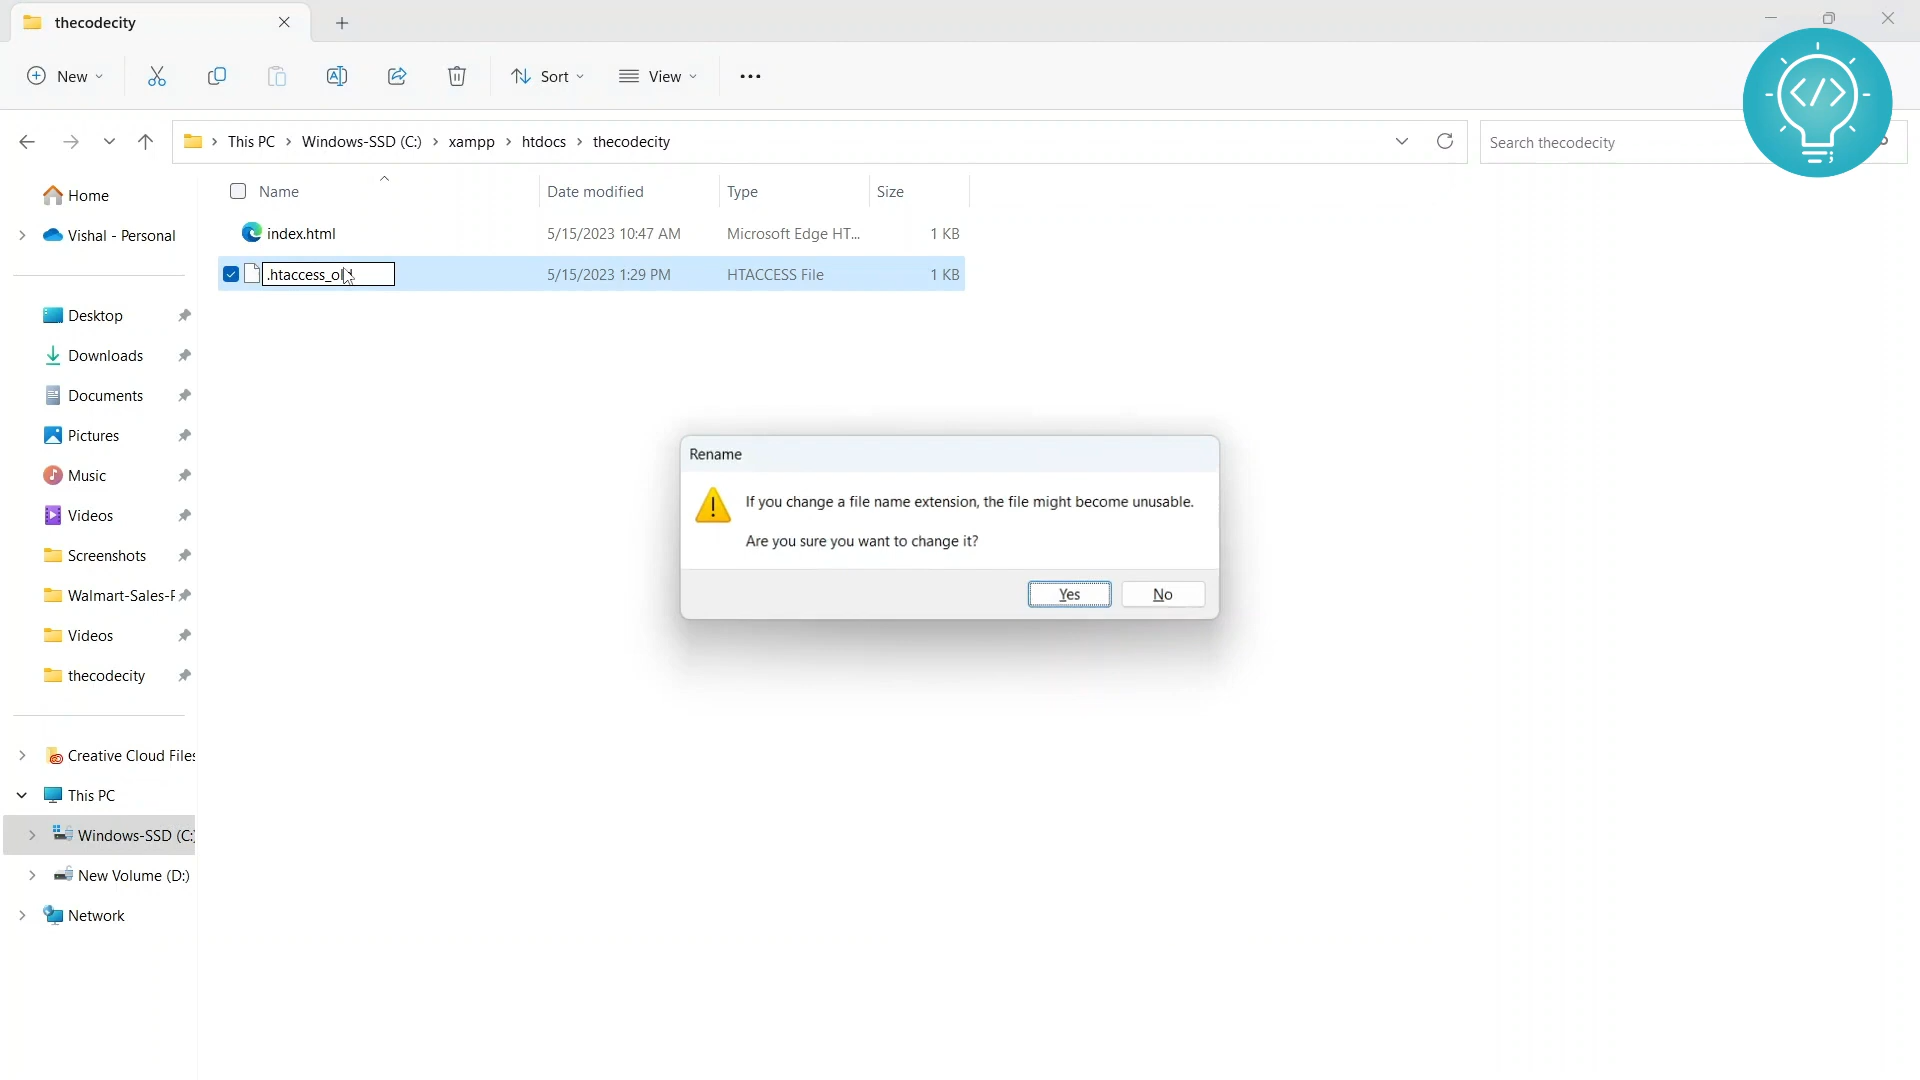 thecodecity
New
Sort
View
This PC
Windows-SSD (C:)
xampp
htdocs
thecodecity
Search thecodecity
</>
Home
Vishal - Personal
Desktop
Downloads
Documents
Pictures
Music
Videos
Screenshots
Walmart-Sales-F
Videos
thecodecity
Creative Cloud Files
This PC
Windows-SSD (C:
New Volume (D:)
Network
Name
Date modified
Type
Size
index.html
5/15/2023 10:47 AM
Microsoft Edge HT...
1 KB
5/15/2023 1:29 PM
HTACCESS File
1 KB
Rename
If you change a file name extension, the file might become unusable.
Are you sure you want to change it?
Yes
No